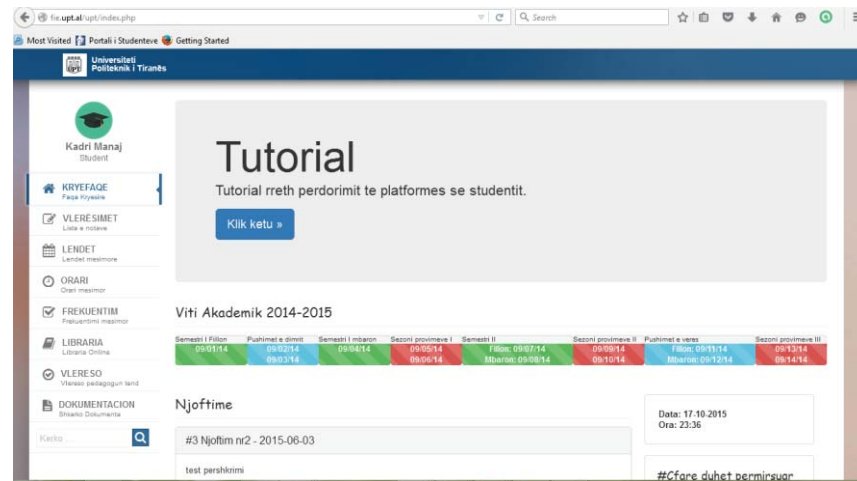 fie.upt.al/upt/index.php
Search
Most Visited
Portali i Studenteve
Getting Started
Universiteti
Politeknik i Tiranës
Kadri Manaj
Student
KRYEFAQE
Faqe Kryesire
VLERËSIMET
Lista e notave
LENDET
Lendet mesimore
ORARI
Orari mesimor
FREKUENTIM
Frekuentimi mesimor
LIBRARIA
Libraria Online
VLERESO
Vlereso pedagogun tend
DOKUMENTACION
Shkarko Dokumenta
Kerko ...
Tutorial
Tutorial rreth perdorimit te platformes se studentit.
Klik ketu »
Viti Akademik 2014-2015
Semestri I Fillon
09/01/14
Pushimet e dimrit
09/02/14
09/03/14
Semestri I mbaron
09/04/14
Sezoni provimeve I
09/05/14
09/06/14
Semestri II
Fillon: 09/07/14
Mbaron: 09/08/14
Sezoni provimeve II
09/09/14
09/10/14
Pushimet e veres
Fillon: 09/11/14
Mbaron: 09/12/14
Sezoni provimeve III
09/13/14
09/14/14
Njoftime
#3 Njoftim nr2 - 2015-06-03
test pershkrimi
Data: 17-10-2015
Ora: 23:36
#Cfare duhet permirsuar